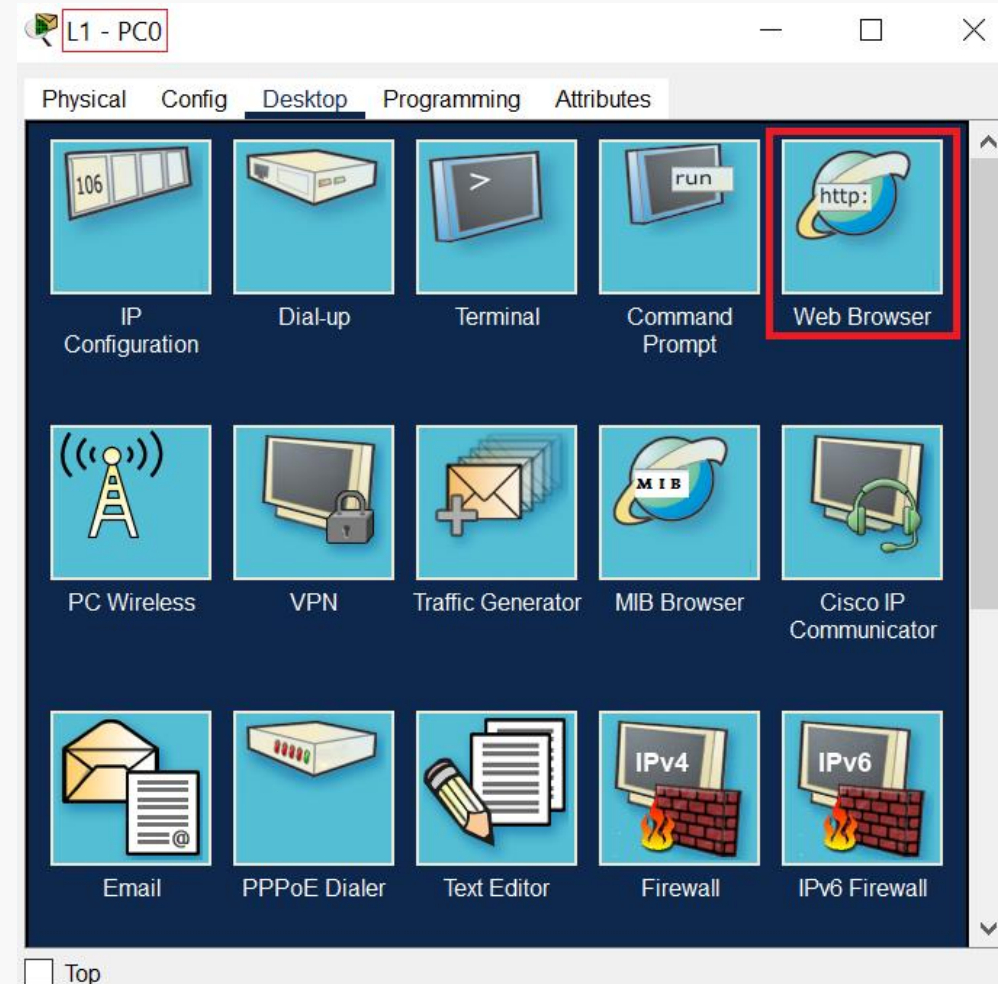 L1 - PC0
Physical Config Desktop Programming Attributes
106
>
run
http:
IP
Configuration
Dial-up
Terminal
Command
Prompt
Web Browser
MIB
PC Wireless
VPN
Traffic Generator
MIB Browser
Cisco IP
Communicator
@
IPv4
IPv6
Email
PPPoE Dialer
Text Editor
Firewall
IPv6 Firewall
Top